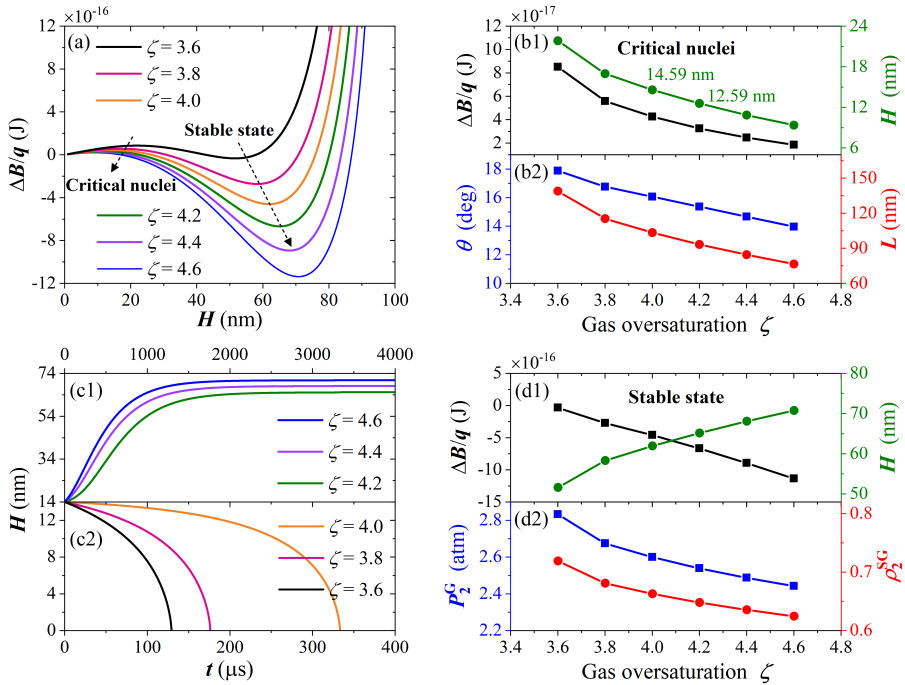 ×10⁻¹⁶
12
8
4
0
-4
-8
-12
ΔB/q (J)
(a)
ζ = 3.6
ζ = 3.8
ζ = 4.0
Stable state
Critical nuclei
ζ = 4.2
ζ = 4.4
ζ = 4.6
0 20 40 60 80 100
H (nm)
×10⁻¹⁷
12
10
8
6
4
2
ΔB/q (J)
(b1)
Critical nuclei
14.59 nm
12.59 nm
24
18
12
6
H (nm)
18
16
14
12
10
θ (deg)
(b2)
150
120
90
60
L (nm)
3.4 3.6 3.8 4.0 4.2 4.4 4.6 4.8
Gas oversaturation ζ
0 1000 2000 3000 4000
74
54
34
14
(c1)
ζ = 4.6
ζ = 4.4
ζ = 4.2
H (nm)
12
8
4
0
(c2)
ζ = 4.0
ζ = 3.8
ζ = 3.6
0 100 200 300 400
t (μs)
×10⁻¹⁶
5
0
-5
-10
-15
ΔB/q (J)
(d1)
Stable state
80
70
60
50
H (nm)
2.8
2.6
2.4
2.2
P₂ᴳ (atm)
(d2)
0.8
0.7
0.6
ρ₂ˢᴳ
3.4 3.6 3.8 4.0 4.2 4.4 4.6 4.8
Gas oversaturation ζ